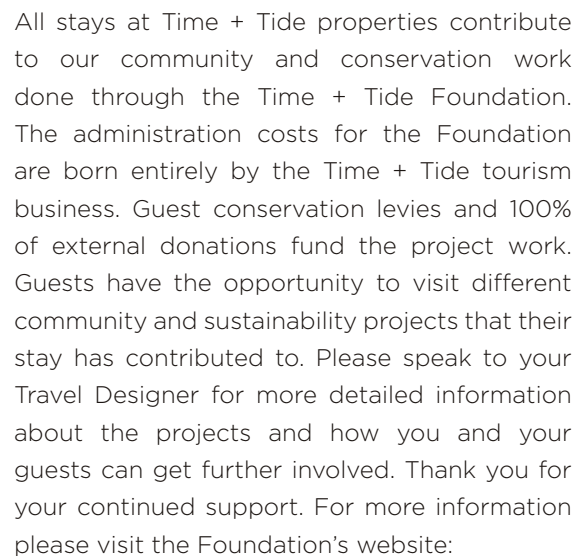 All stays at Time + Tide properties contribute
to our community and conservation work
done through the Time + Tide Foundation.
The administration costs for the Foundation
are born entirely by the Time + Tide tourism
business. Guest conservation levies and 100%
of external donations fund the project work.
Guests have the opportunity to visit different
community and sustainability projects that their
stay has contributed to. Please speak to your
Travel Designer for more detailed information
about the projects and how you and your
guests can get further involved. Thank you for
your continued support. For more information
please visit the Foundation's website: